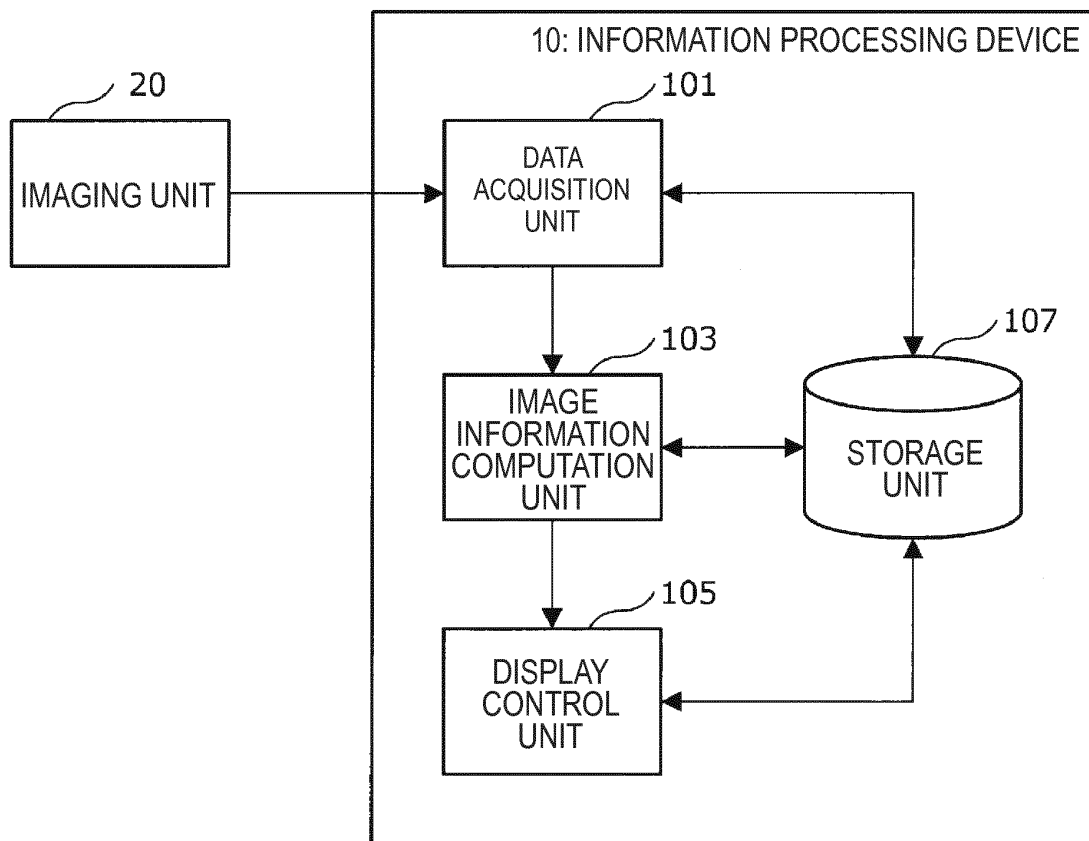 10: INFORMATION PROCESSING DEVICE
20
IMAGING UNIT
101
DATA
ACQUISITION
UNIT
103
IMAGE
INFORMATION
COMPUTATION
UNIT
107
STORAGE
UNIT
105
DISPLAY
CONTROL
UNIT